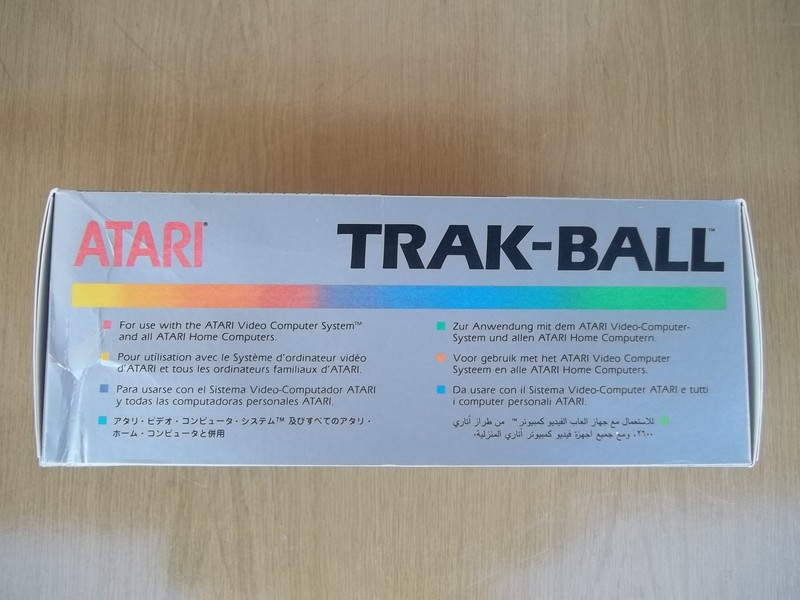 ATARI®
TRAK-BALL™
For use with the ATARI Video Computer System™
and all ATARI Home Computers.
Pour utilisation avec le Système d'ordinateur vidéo
d'ATARI et tous les ordinateurs familiaux d'ATARI.
Para usarse con el Sistema Video-Computador ATARI
y todas las computadoras personales ATARI.
アタリ・ビデオ・コンピュータ・システム™ 及びすべてのアタリ・
ホーム・コンピュータと併用
Zur Anwendung mit dem ATARI Video-Computer-
System und allen ATARI Home Computern.
Voor gebruik met het ATARI Video Computer
Systeem en alle ATARI Home Computers.
Da usare con il Sistema Video-Computer ATARI e tutti
i computer personali ATARI.
للاستعمال مع جهاز العاب الفيديو كمبيوتر™ من طراز أتاري
٢٦٠٠، ومع جميع اجهزة فيديو كمبيوتر أتاري المنزلية.